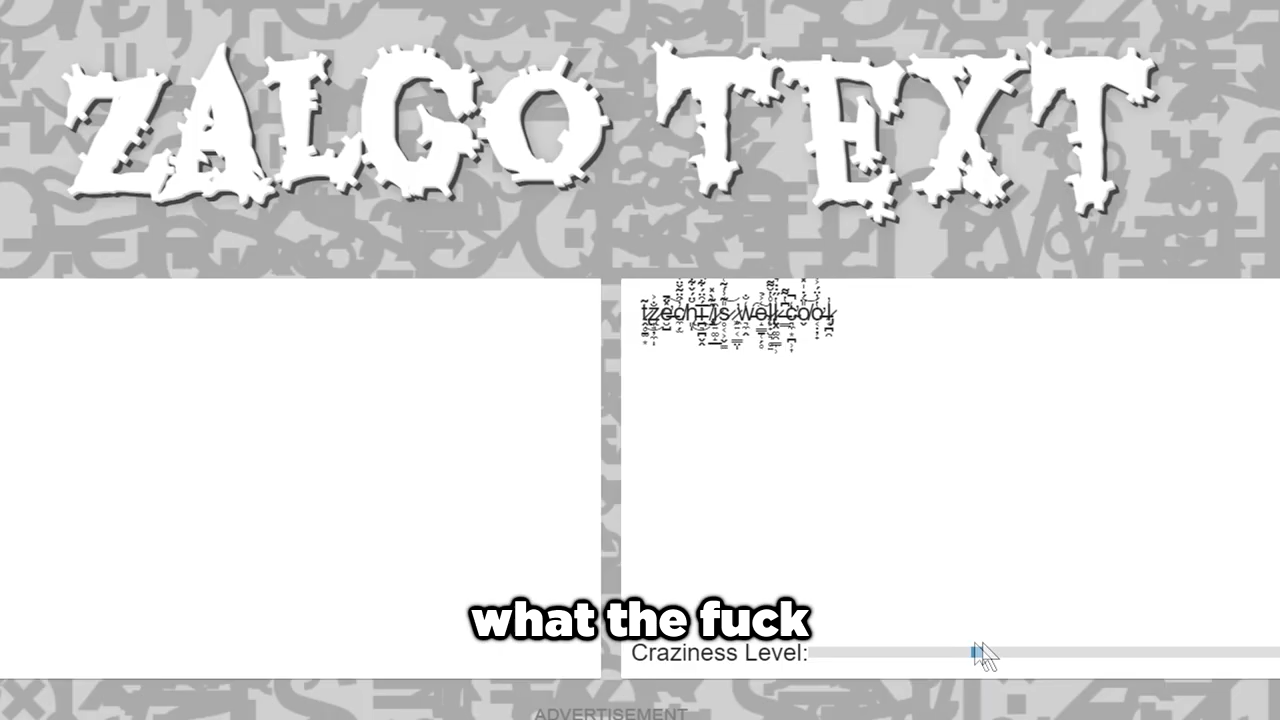 ZALGO TEXT
tzechi is well cool
what the fuck
Craziness Level:
ADVERTISEMENT